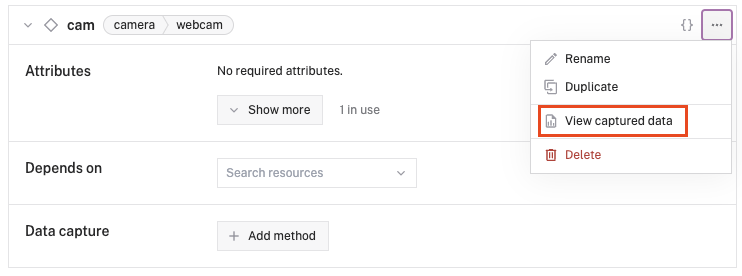 cam camera webcam {} ...
Rename
Attributes No required attributes.
Duplicate
Show more 1 in use
View captured data
Delete
Depends on Search resources
Data capture + Add method